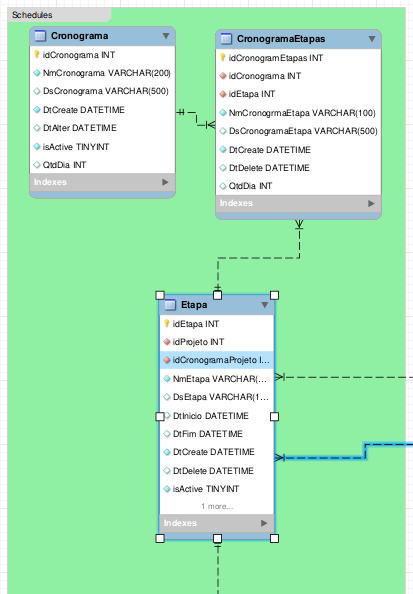 Schedules
Cronograma
idCronograma INT
NmCronograma VARCHAR(200)
DsCronograma VARCHAR(500)
DtCreate DATETIME
DtAlter DATETIME
isActive TINYINT
QtdDia INT
Indexes
CronogramaEtapas
idCronogramEtapas INT
idCronograma INT
idEtapa INT
NmCronogrmaEtapa VARCHAR(100)
DsCronogramaEtapa VARCHAR(500)
DtCreate DATETIME
DtDelete DATETIME
QtdDia INT
Indexes
Etapa
idEtapa INT
idProjeto INT
idCronogramaProjeto I...
NmEtapa VARCHAR(...
DsEtapa VARCHAR(1...
DtInicio DATETIME
DtFim DATETIME
DtCreate DATETIME
DtDelete DATETIME
isActive TINYINT
1 more...
Indexes